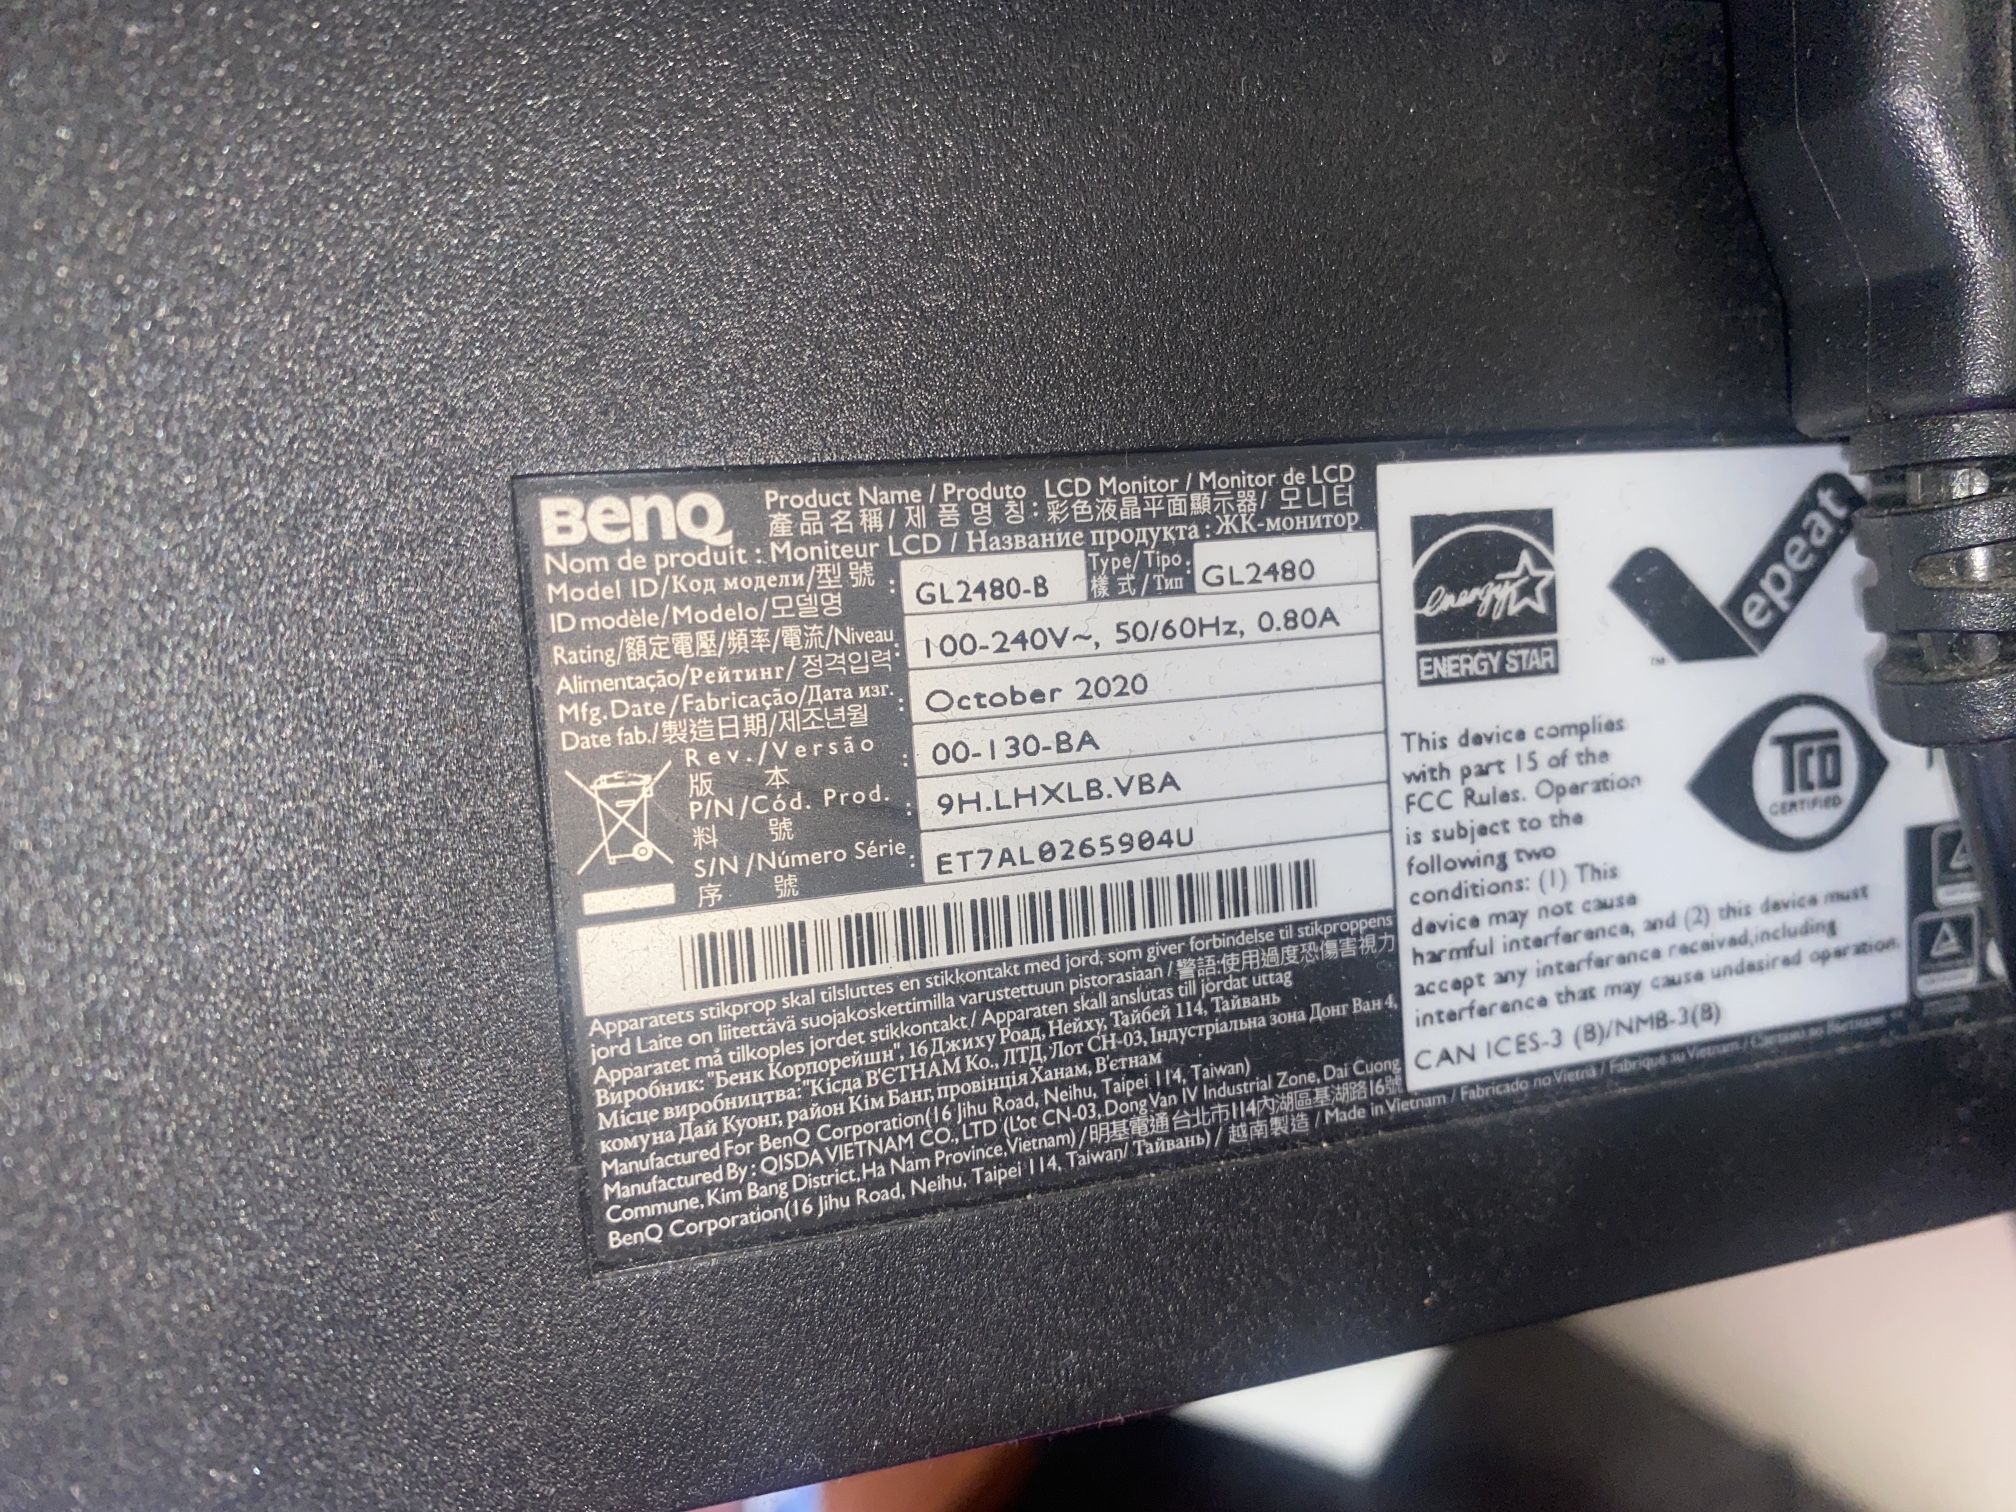 BenQ
Product Name / Produto LCD Monitor / Monitor de LCD
產品名稱 / 제 품 명 칭 : 彩色液晶平面顯示器 / 모니터
Nom de produit : Moniteur LCD / Название продукта : ЖК-монитор
Model ID/Код модели/型號 : GL2480-B Type/Tipo : GL2480
ID modèle/Modelo/모델명 樣式/Тип
Rating/額定電壓/頻率/電流/Niveau : 100-240V~, 50/60Hz, 0.80A
Alimentação/Рейтинг/ 정격입력
Mfg. Date/Fabricação/Дата изг. : October 2020
Date fab./製造日期/제조년월
Rev./Versão : 00-130-BA
版 本
P/N/Cód. Prod. : 9H.LHXLB.VBA
料 號
S/N /Número Série : ET7AL0265904U
序 號
Apparatets stikprop skal tilsluttes en stikkontakt med jord, som giver forbindelse til stikproppens
jord Laite on liitettävä suojakoskettimilla varustettuun pistorasiaan / 警語:使用過度恐傷害視力
Apparatet må tilkoples jordet stikkontakt / Apparaten skall anslutas till jordat uttag
Виробник: "Бенк Корпорейшн", 16 Джиху Роад, Нейху, Тайбей 114, Тайвань
Місце виробництва: "Кісда В'ЄТНАМ Ко., ЛТД, Лот СН-03, Індустріальна зона Донг Ван 4,
комуна Дай Куонг, район Кім Банг, провінція Ханам, В'єтнам
Manufactured For BenQ Corporation(16 Jihu Road, Neihu, Taipei 114, Taiwan)
Manufactured By : QISDA VIETNAM CO., LTD (Lot CN-03, Dong Van IV Industrial Zone, Dai Cuong
Commune, Kim Bang District, Ha Nam Province, Vietnam) / 明基電通 台北市114內湖區基湖路16號
BenQ Corporation(16 Jihu Road, Neihu, Taipei 114, Taiwan/ Тайвань) / 越南製造 / Made in Vietnam / Fabricado no Vietnã / Fabriqué au Vietnam /
energy
ENERGY STAR
epeat
TM
TCO
CERTIFIED
This device complies
with part 15 of the
FCC Rules. Operation
is subject to the
following two
conditions: (1) This
device may not cause
harmful interference, and (2) this device must
accept any interference received,including
interference that may cause undesired operation.
CAN ICES-3 (B)/NMB-3(B)